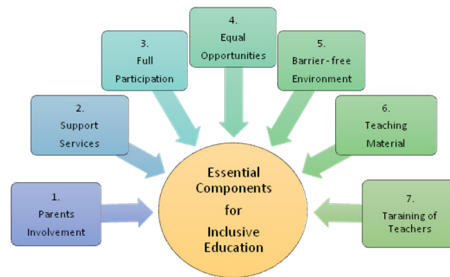 1.
Parents
Involvement
2.
Support
Services
3.
Full
Participation
4.
Equal
Opportunities
5.
Barrier-free
Environment
6.
Teaching
Material
7.
Taraining of
Teachers
Essential
Components
for
Inclusive
Education